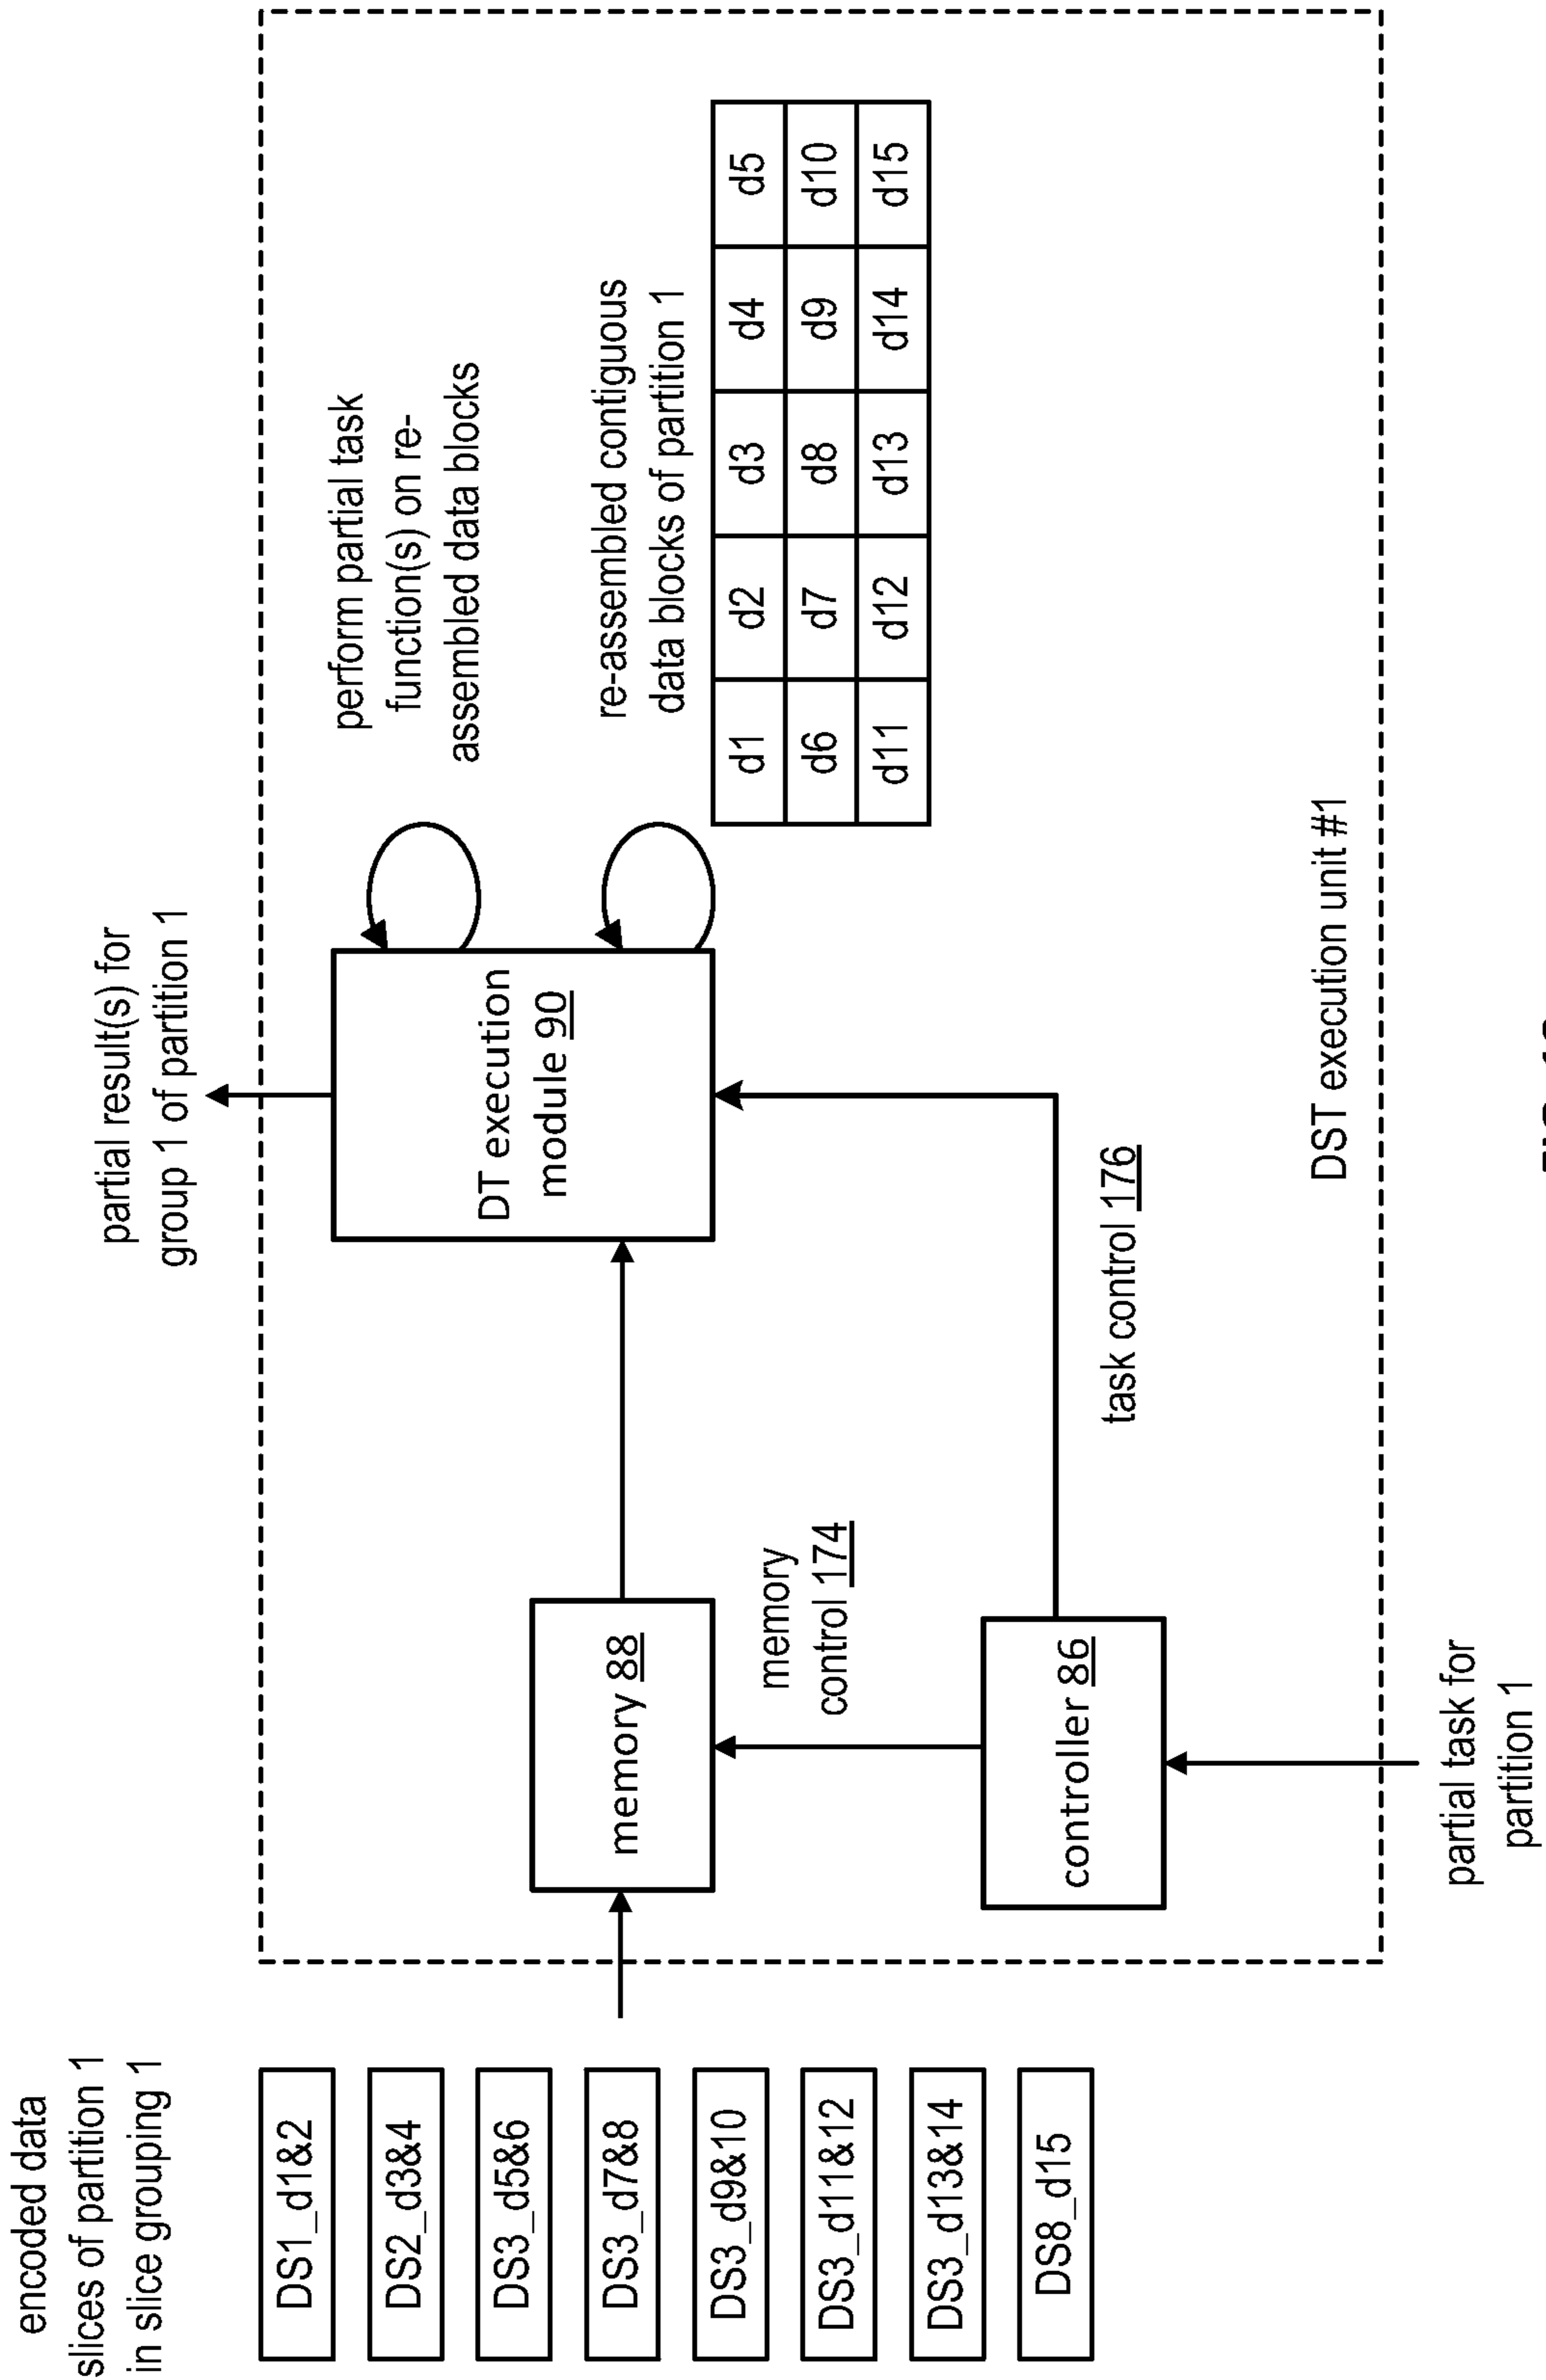 encoded data
slices of partition 1
in slice grouping 1
DS1_d1&2
DS2_d3&4
DS3_d5&6
DS3_d7&8
DS3_d9&10
DS3_d11&12
DS3_d13&14
DS8_d15
memory 88
memory
control 174
controller 86
partial task for
partition 1
task control 176
partial result(s) for
group 1 of partition 1
DT execution
module 90
perform partial task
function(s) on re-
assembled data blocks
re-assembled contiguous
data blocks of partition 1
d1 d2 d3 d4 d5
d6 d7 d8 d9 d10
d11 d12 d13 d14 d15
DST execution unit #1